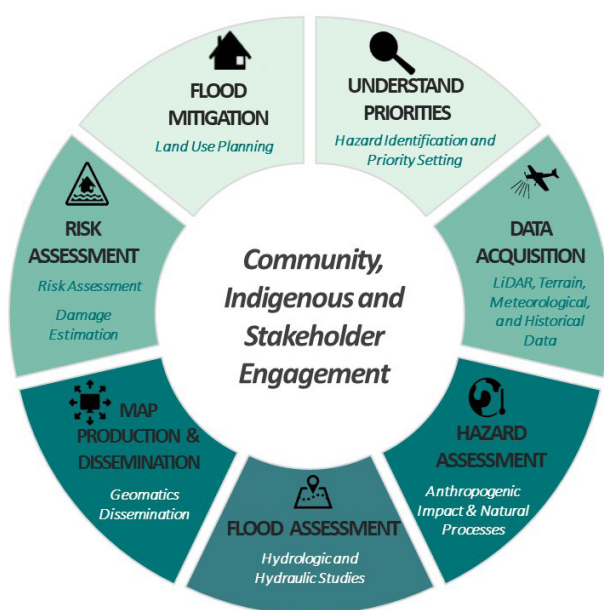 FLOOD
MITIGATION
Land Use Planning
UNDERSTAND
PRIORITIES
Hazard Identification and
Priority Setting
DATA
ACQUISITION
LiDAR, Terrain,
Meteorological,
and Historical
Data
HAZARD
ASSESSMENT
Anthropogenic
Impact & Natural
Processes
FLOOD ASSESSMENT
Hydrologic and
Hydraulic Studies
MAP
PRODUCTION &
DISSEMINATION
Geomatics
Dissemination
RISK
ASSESSMENT
Risk Assessment
Damage
Estimation
Community,
Indigenous and
Stakeholder
Engagement